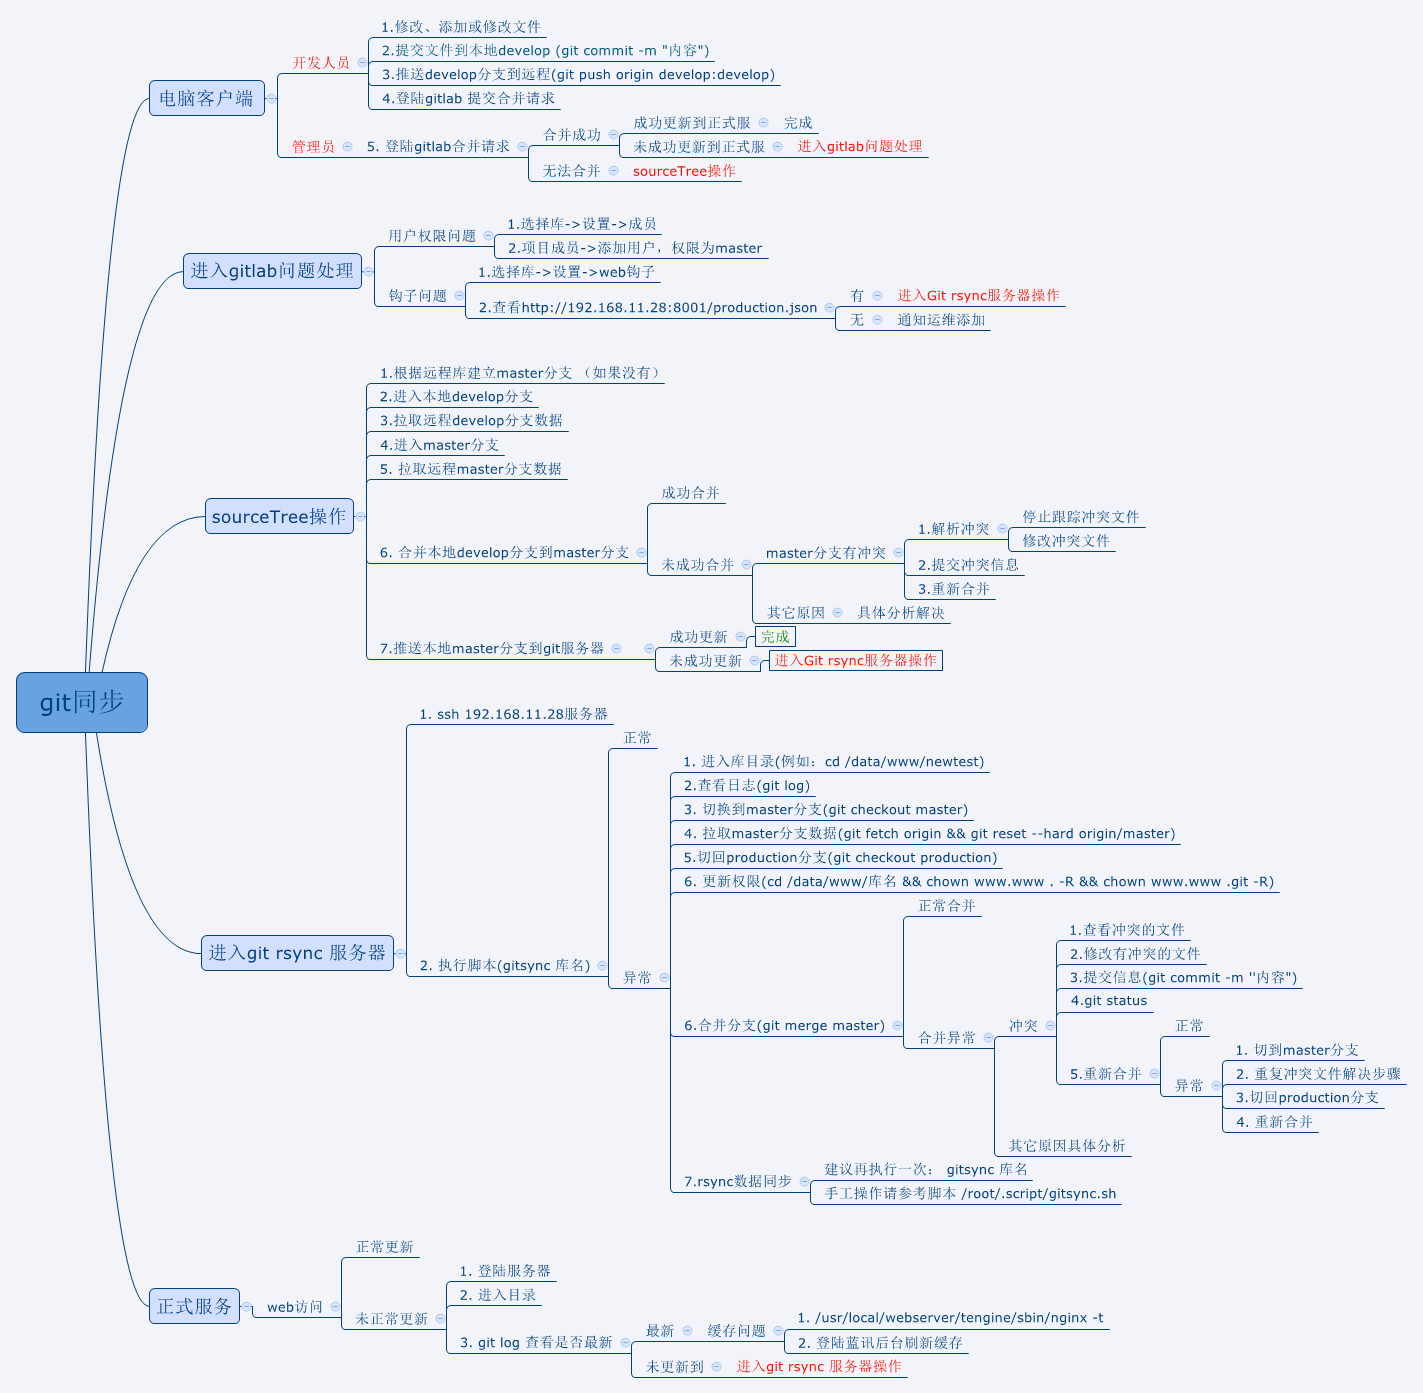 git同步
电脑客户端
开发人员
1.修改、添加或修改文件
2.提交文件到本地develop (git commit -m "内容")
3.推送develop分支到远程(git push origin develop:develop)
4.登陆gitlab 提交合并请求
管理员
5. 登陆gitlab合并请求
合并成功
成功更新到正式服
完成
未成功更新到正式服
进入gitlab问题处理
无法合并
sourceTree操作
进入gitlab问题处理
用户权限问题
1.选择库->设置->成员
2.项目成员->添加用户，权限为master
钩子问题
1.选择库->设置->web钩子
2.查看http://192.168.11.28:8001/production.json
有
进入Git rsync服务器操作
无
通知运维添加
sourceTree操作
1.根据远程库建立master分支 （如果没有）
2.进入本地develop分支
3.拉取远程develop分支数据
4.进入master分支
5. 拉取远程master分支数据
6. 合并本地develop分支到master分支
成功合并
未成功合并
master分支有冲突
1.解析冲突
停止跟踪冲突文件
修改冲突文件
2.提交冲突信息
3.重新合并
其它原因
具体分析解决
7.推送本地master分支到git服务器
成功更新
完成
未成功更新
进入Git rsync服务器操作
进入git rsync 服务器
1. ssh 192.168.11.28服务器
2. 执行脚本(gitsync 库名)
正常
异常
1. 进入库目录(例如：cd /data/www/newtest)
2.查看日志(git log)
3. 切换到master分支(git checkout master)
4. 拉取master分支数据(git fetch origin && git reset --hard origin/master)
5.切回production分支(git checkout production)
6. 更新权限(cd /data/www/库名 && chown www.www . -R && chown www.www .git -R)
6.合并分支(git merge master)
正常合并
合并异常
冲突
1.查看冲突的文件
2.修改有冲突的文件
3.提交信息(git commit -m "内容")
4.git status
5.重新合并
正常
异常
1. 切到master分支
2. 重复冲突文件解决步骤
3.切回production分支
4. 重新合并
其它原因具体分析
7.rsync数据同步
建议再执行一次： gitsync 库名
手工操作请参考脚本 /root/.script/gitsync.sh
正式服务
web访问
正常更新
未正常更新
1. 登陆服务器
2. 进入目录
3. git log 查看是否最新
最新
缓存问题
1. /usr/local/webserver/tengine/sbin/nginx -t
2. 登陆蓝讯后台刷新缓存
未更新到
进入git rsync 服务器操作